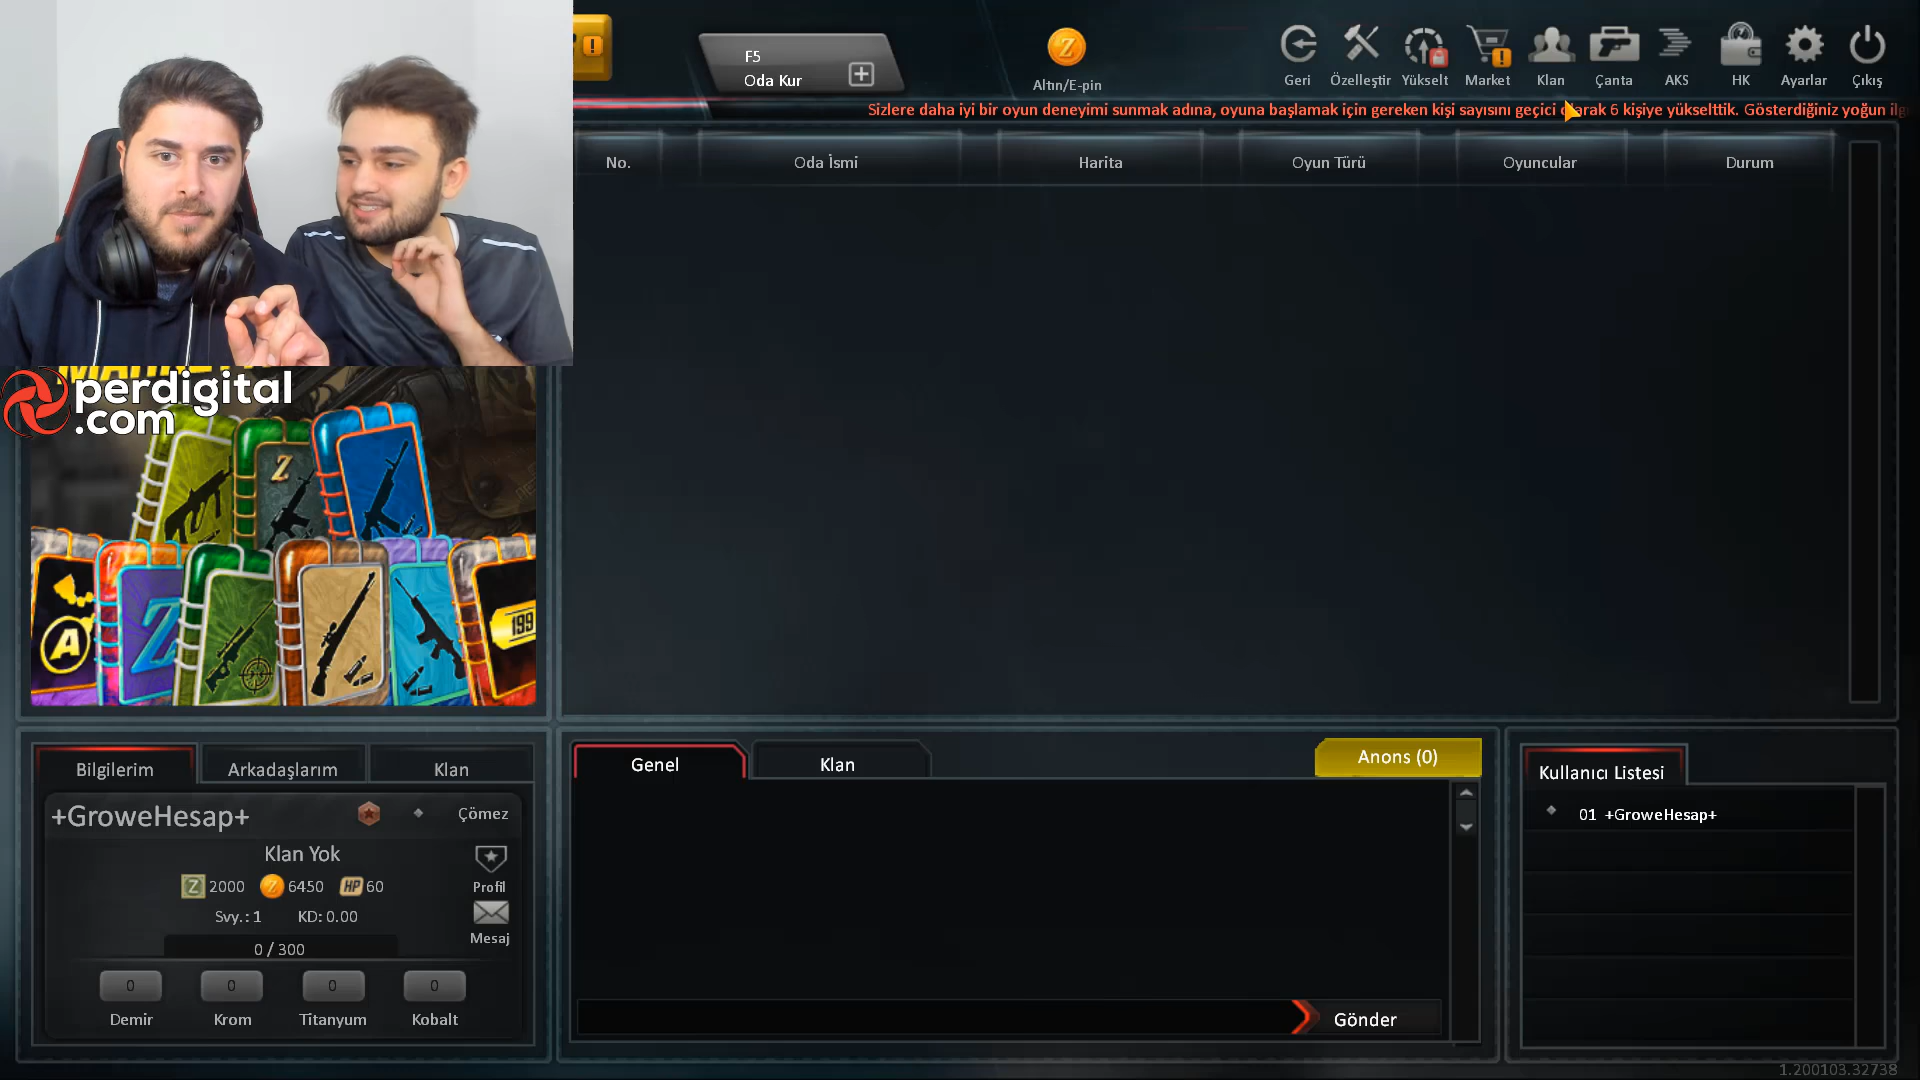 F5
Oda Kur
Altın/E-pin
Geri
Özelleştir
Yükselt
Market
Klan
Çanta
AKS
HK
Ayarlar
Çıkış
Sizlere daha iyi bir oyun deneyimi sunmak adına, oyuna başlamak için gereken kişi sayısını geçici olarak 6 kişiye yükselttik. Gösterdiğiniz yoğun
No.
Oda İsmi
Harita
Oyun Türü
Oyuncular
Durum
perdigital
.com
Z
Z
A
199
Bilgilerim
Arkadaşlarım
Klan
+GroweHesap+
Çömez
Klan Yok
Z 2000
Z 6450
HP 60
Profil
Svy.: 1
KD: 0.00
Mesaj
0 / 300
0
0
0
0
Demir
Krom
Titanyum
Kobalt
Genel
Klan
Anons (0)
Gönder
Kullanıcı Listesi
01 +GroweHesap+
1.200103.32738